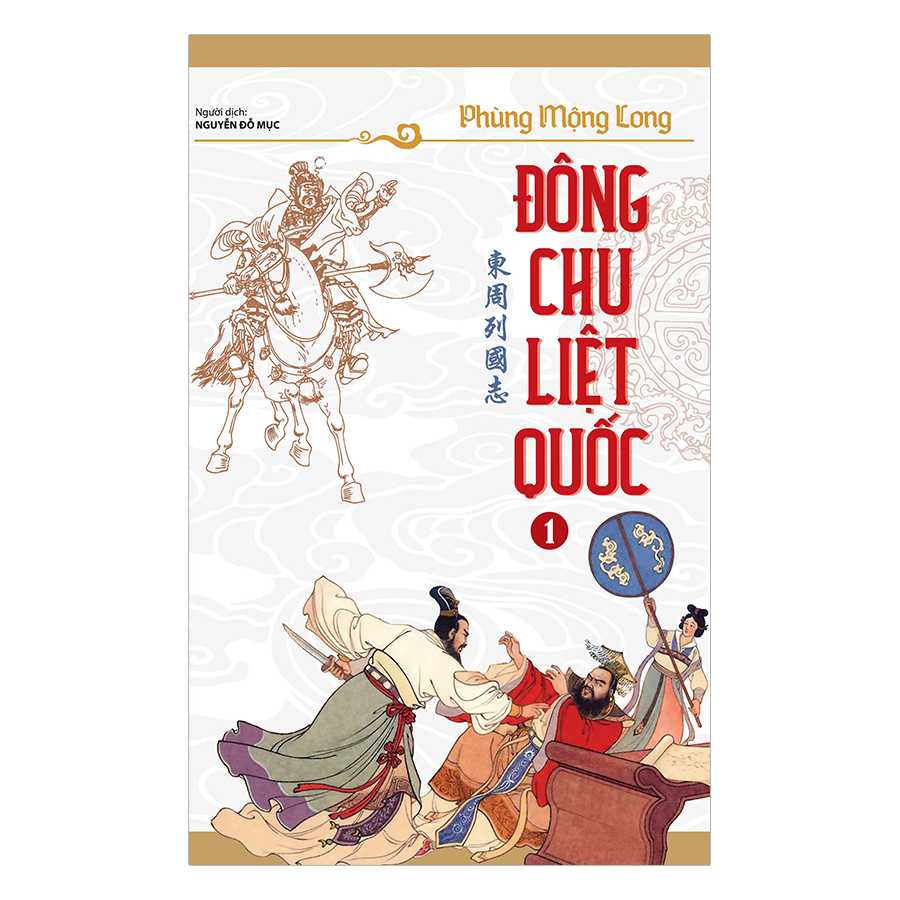 Người dịch:
NGUYỄN ĐỖ MỤC
Phùng Mộng Long
ĐÔNG
CHU
LIỆT
QUỐC
東周列國志
1